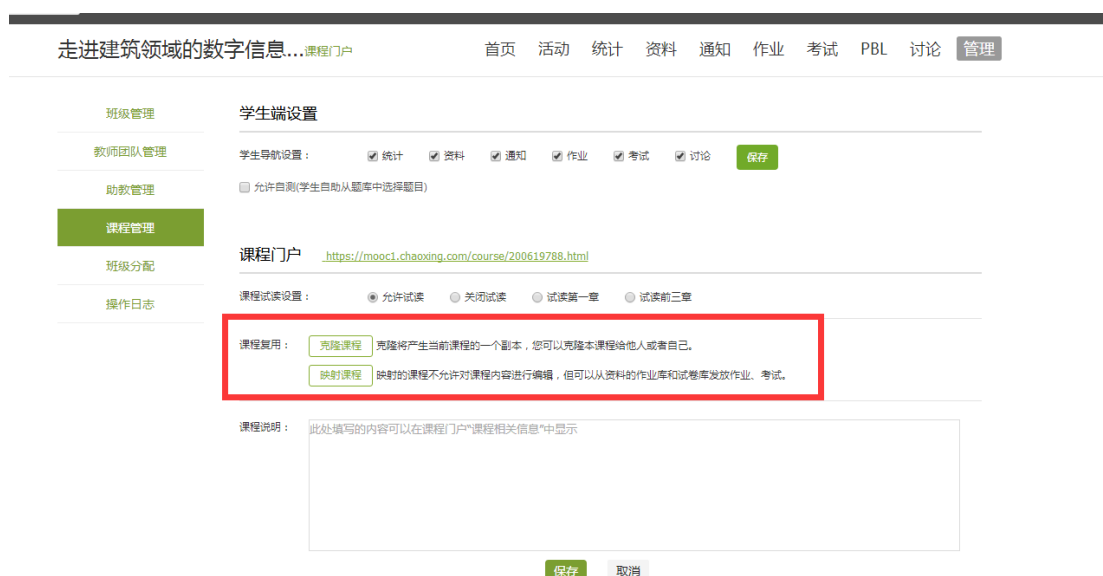 走进建筑领域的数字信息...课程门户 首页 活动 统计 资料 通知 作业 考试 PBL 讨论 管理
班级管理
教师团队管理
助教管理
课程管理
班级分配
操作日志
学生端设置
学生导航设置： 统计 资料 通知 作业 考试 讨论 保存
允许自测(学生自助从题库中选择题目)
课程门户 https://mooc1.chaoxing.com/course/200619788.html
课程试读设置： 允许试读 关闭试读 试读第一章 试读前三章
课程复用： 克隆课程 克隆将产生当前课程的一个副本，您可以克隆本课程给他人或者自己。
映射课程 映射的课程不允许对课程内容进行编辑，但可以从资料的作业库和试卷库发放作业、考试。
课程说明： 此处填写的内容可以在课程门户“课程相关信息”中显示
保存 取消